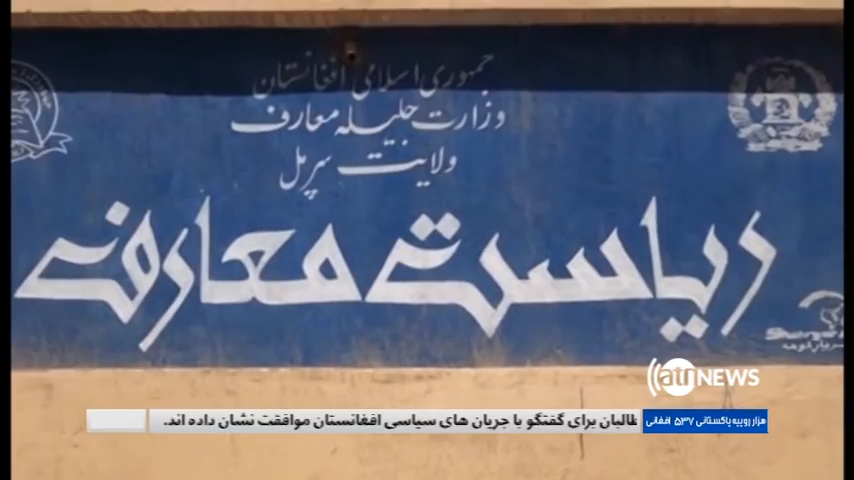 جمهوری اسلامی افغانستان
وزارت جلیله معارف
ولایت سرپل
ریاست معارف
atn NEWS
هزار روپیه پاکستانی ۵۳۷ افغانی
طالبان برای گفتگو با جریان های سیاسی افغانستان موافقت نشان داده اند.